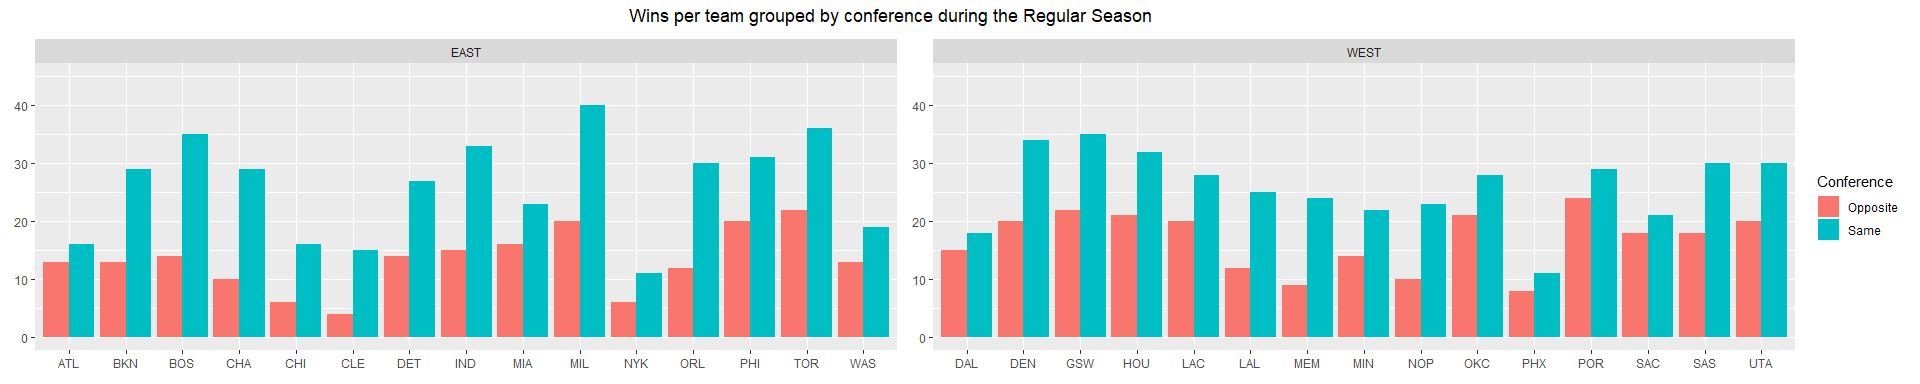 Wins per team grouped by conference during the Regular Season
EAST
WEST
40
30
20
10
0
40
30
20
10
0
ATL BKN BOS CHA CHI CLE DET IND MIA MIL NYK ORL PHI TOR WAS
DAL DEN GSW HOU LAC LAL MEM MIN NOP OKC PHX POR SAC SAS UTA
Conference
Opposite
Same